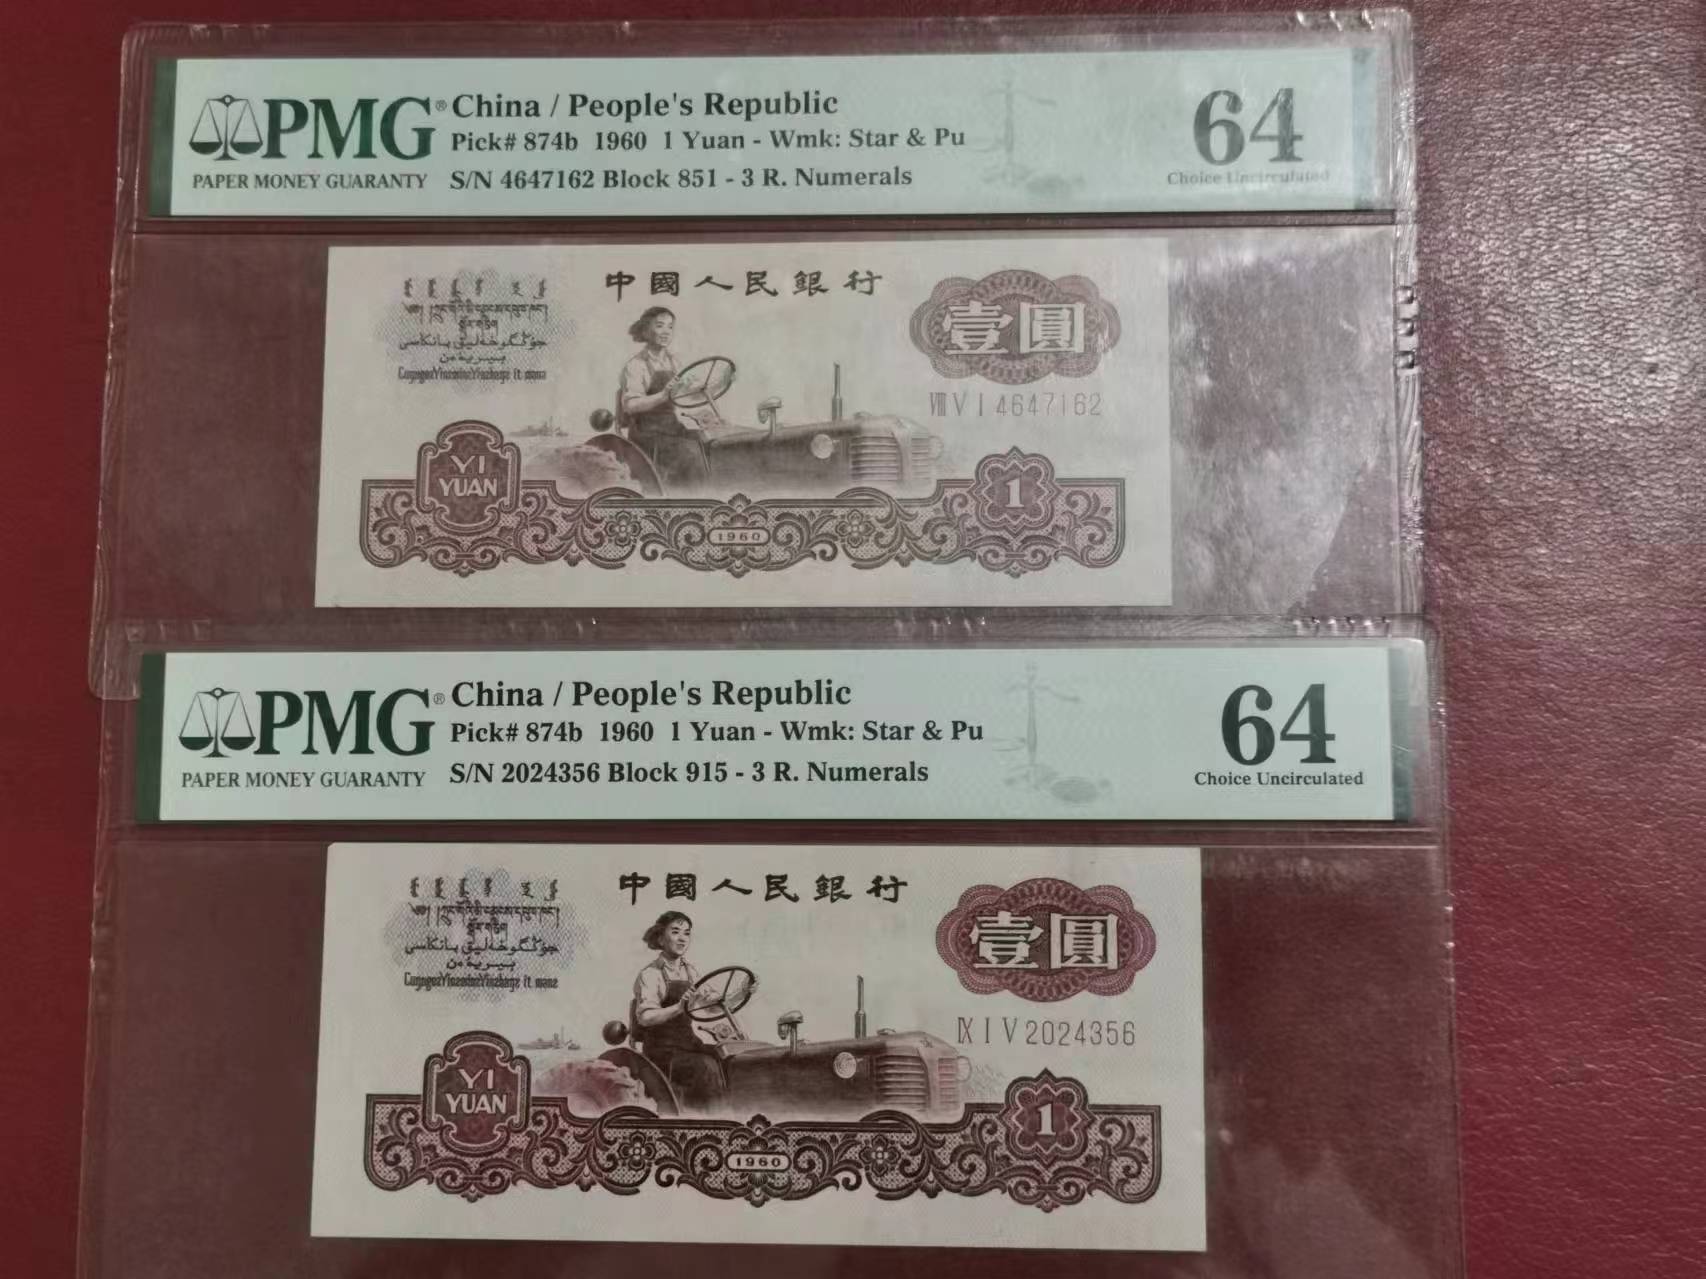 PMG® China / People's Republic 64
Pick# 874b 1960 1 Yuan - Wmk: Star & Pu
PAPER MONEY GUARANTY S/N 4647162 Block 851 - 3 R. Numerals Choice Uncirculated
中國人民銀行
壹圓
VIII V I 4647162
YI
YUAN
1
1960
PMG® China / People's Republic 64
Pick# 874b 1960 1 Yuan - Wmk: Star & Pu
PAPER MONEY GUARANTY S/N 2024356 Block 915 - 3 R. Numerals Choice Uncirculated
中國人民銀行
壹圓
IX I V 2024356
YI
YUAN
1
1960